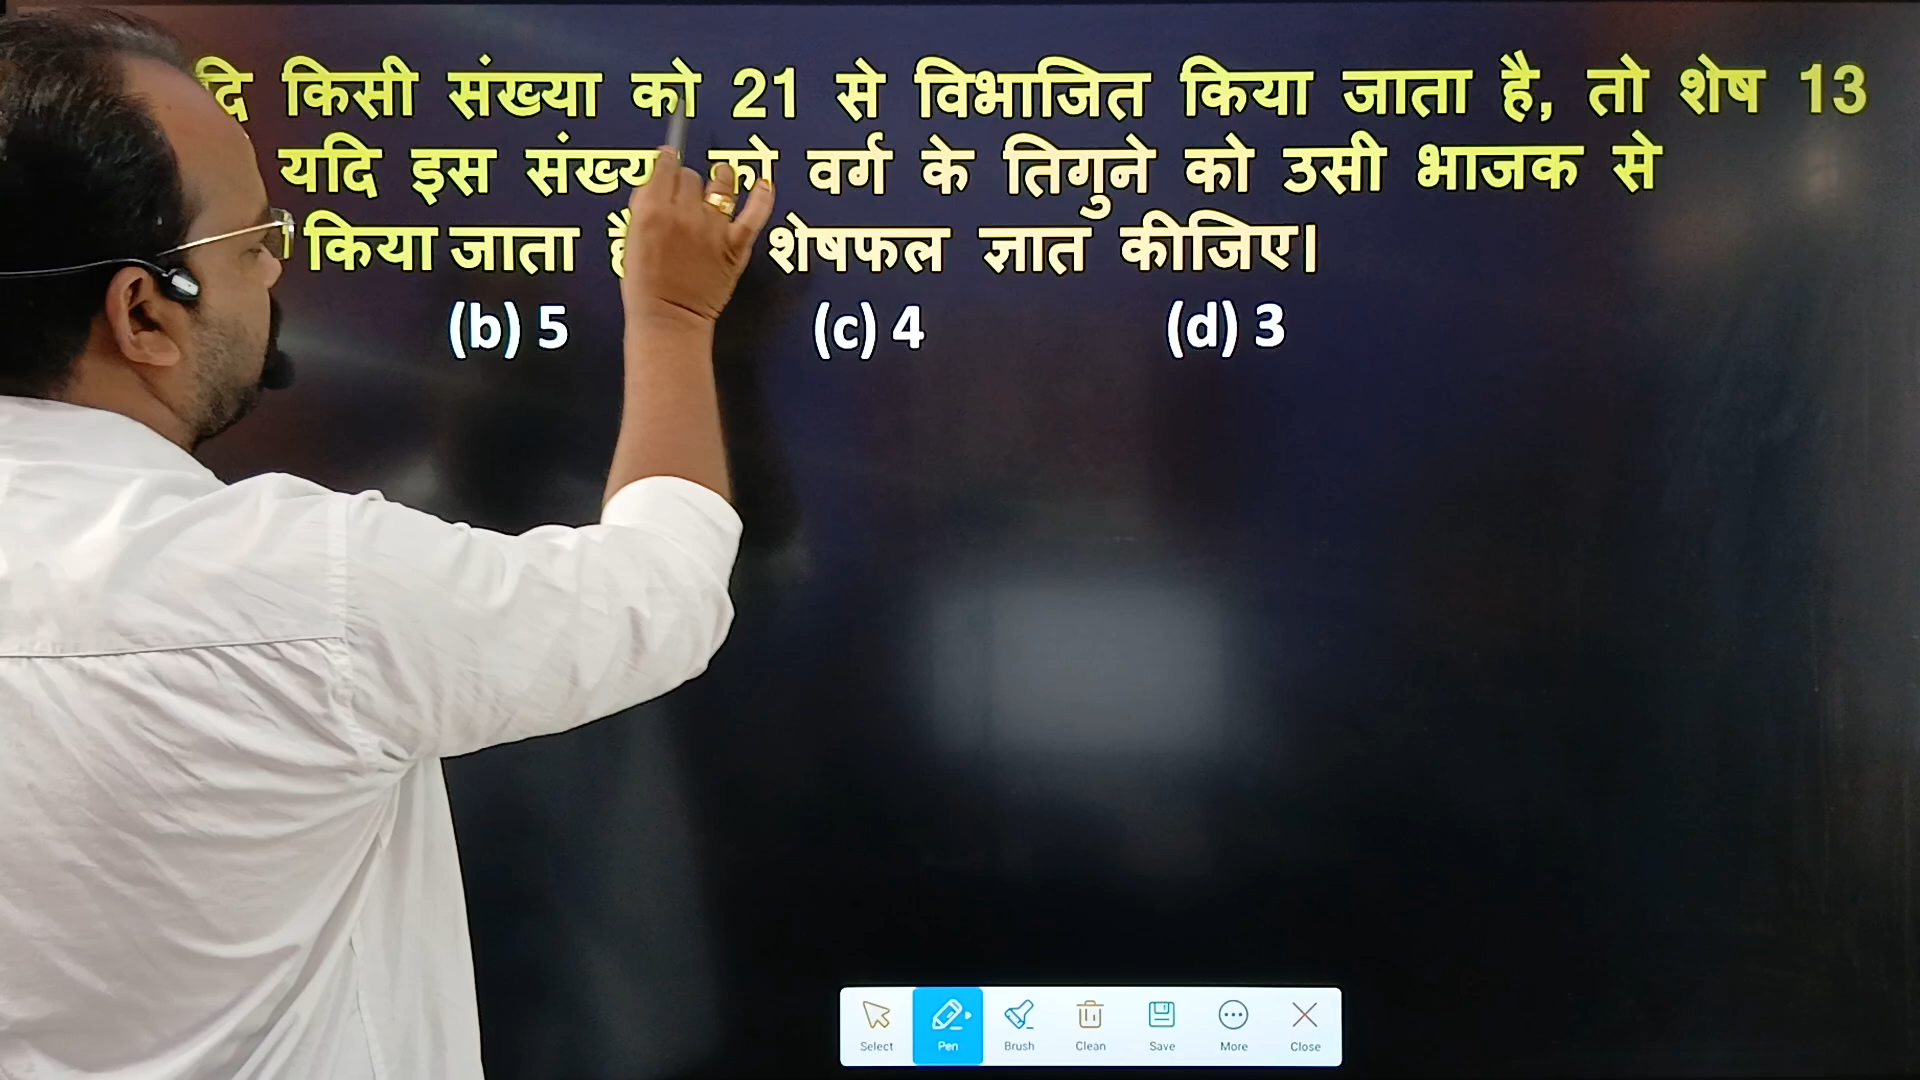 किसी संख्या को 21 से विभाजित किया जाता है, तो शेष 13
यदि इस को वर्ग के तिगुने को उसी भाजक से
किया जाता शेषफल ज्ञात कीजिए।
(b) 5 (c) 4 (d) 3
Select Pen Brush Clean Save More Close